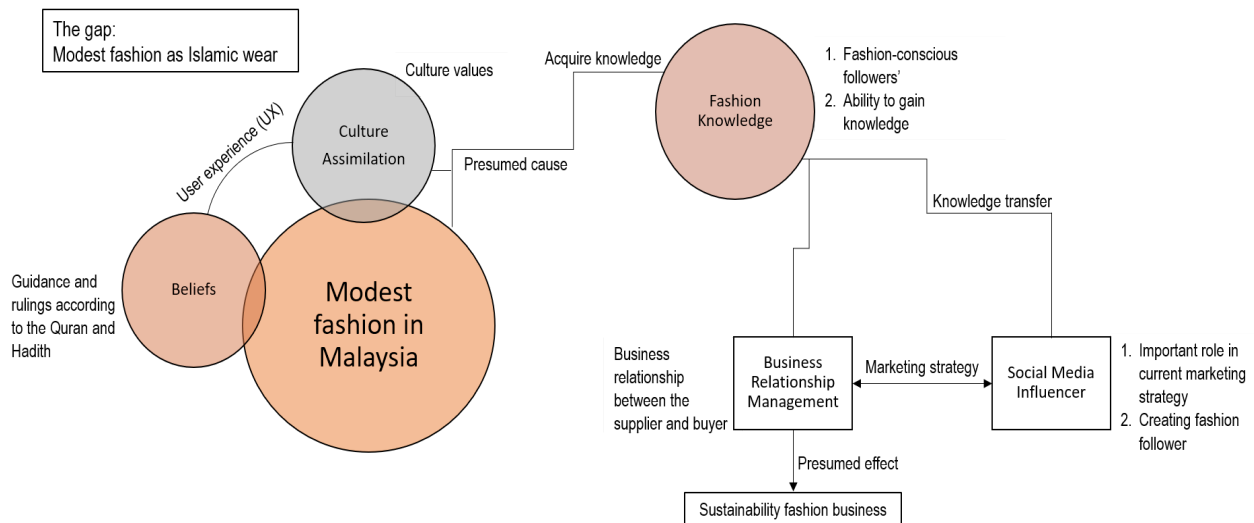 The gap:
Modest fashion as Islamic wear
Culture values
User experience (UX)
Culture
Assimilation
Beliefs
Guidance and
rulings according
to the Quran and
Hadith
Modest
fashion in
Malaysia
Acquire knowledge
Presumed cause
Fashion
Knowledge
1. Fashion-conscious
followers'
2. Ability to gain
knowledge
Knowledge transfer
Business
relationship
between the
supplier and buyer
Business
Relationship
Management
Marketing strategy
Social Media
Influencer
1. Important role in
current marketing
strategy
2. Creating fashion
follower
Presumed effect
Sustainability fashion business